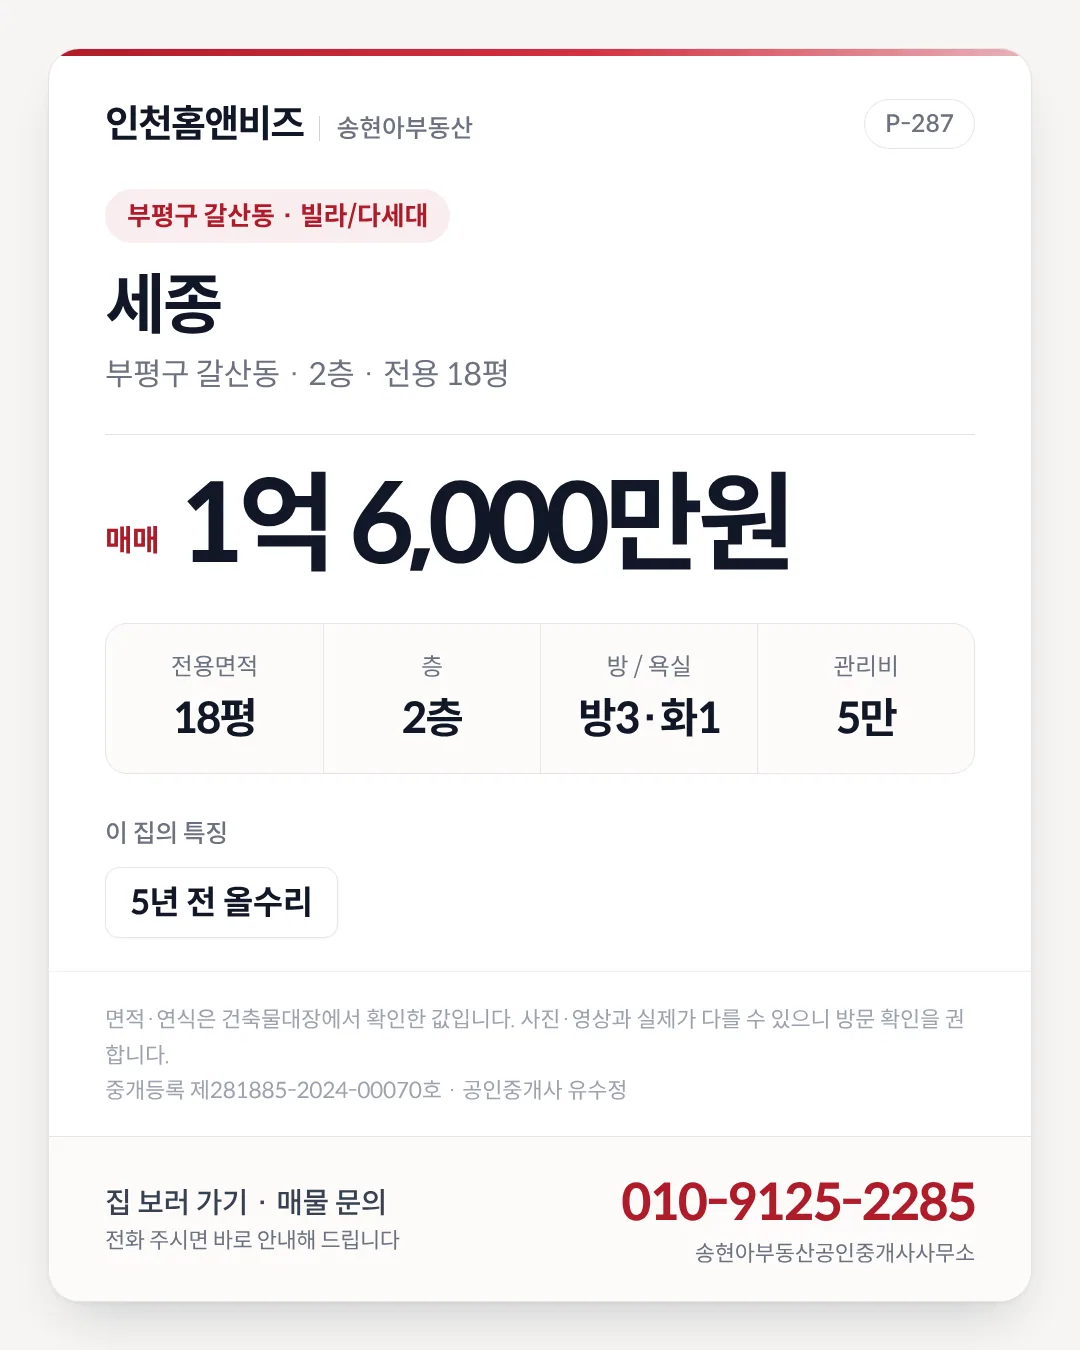 인천홈앤비즈 | 송현아부동산
P-287
부평구 갈산동 · 빌라/다세대
세종
부평구 갈산동 · 2층 · 전용 18평
매매 1억 6,000만원
전용면적 층 방 / 욕실 관리비
18평 2층 방3·화1 5만
이 집의 특징
5년 전 올수리
면적·연식은 건축물대장에서 확인한 값입니다. 사진·영상과 실제가 다를 수 있으니 방문 확인을 권
합니다.
중개등록 제281885-2024-00070호 · 공인중개사 유수정
집 보러 가기 · 매물 문의
전화 주시면 바로 안내해 드립니다
010-9125-2285
송현아부동산공인중개사사무소